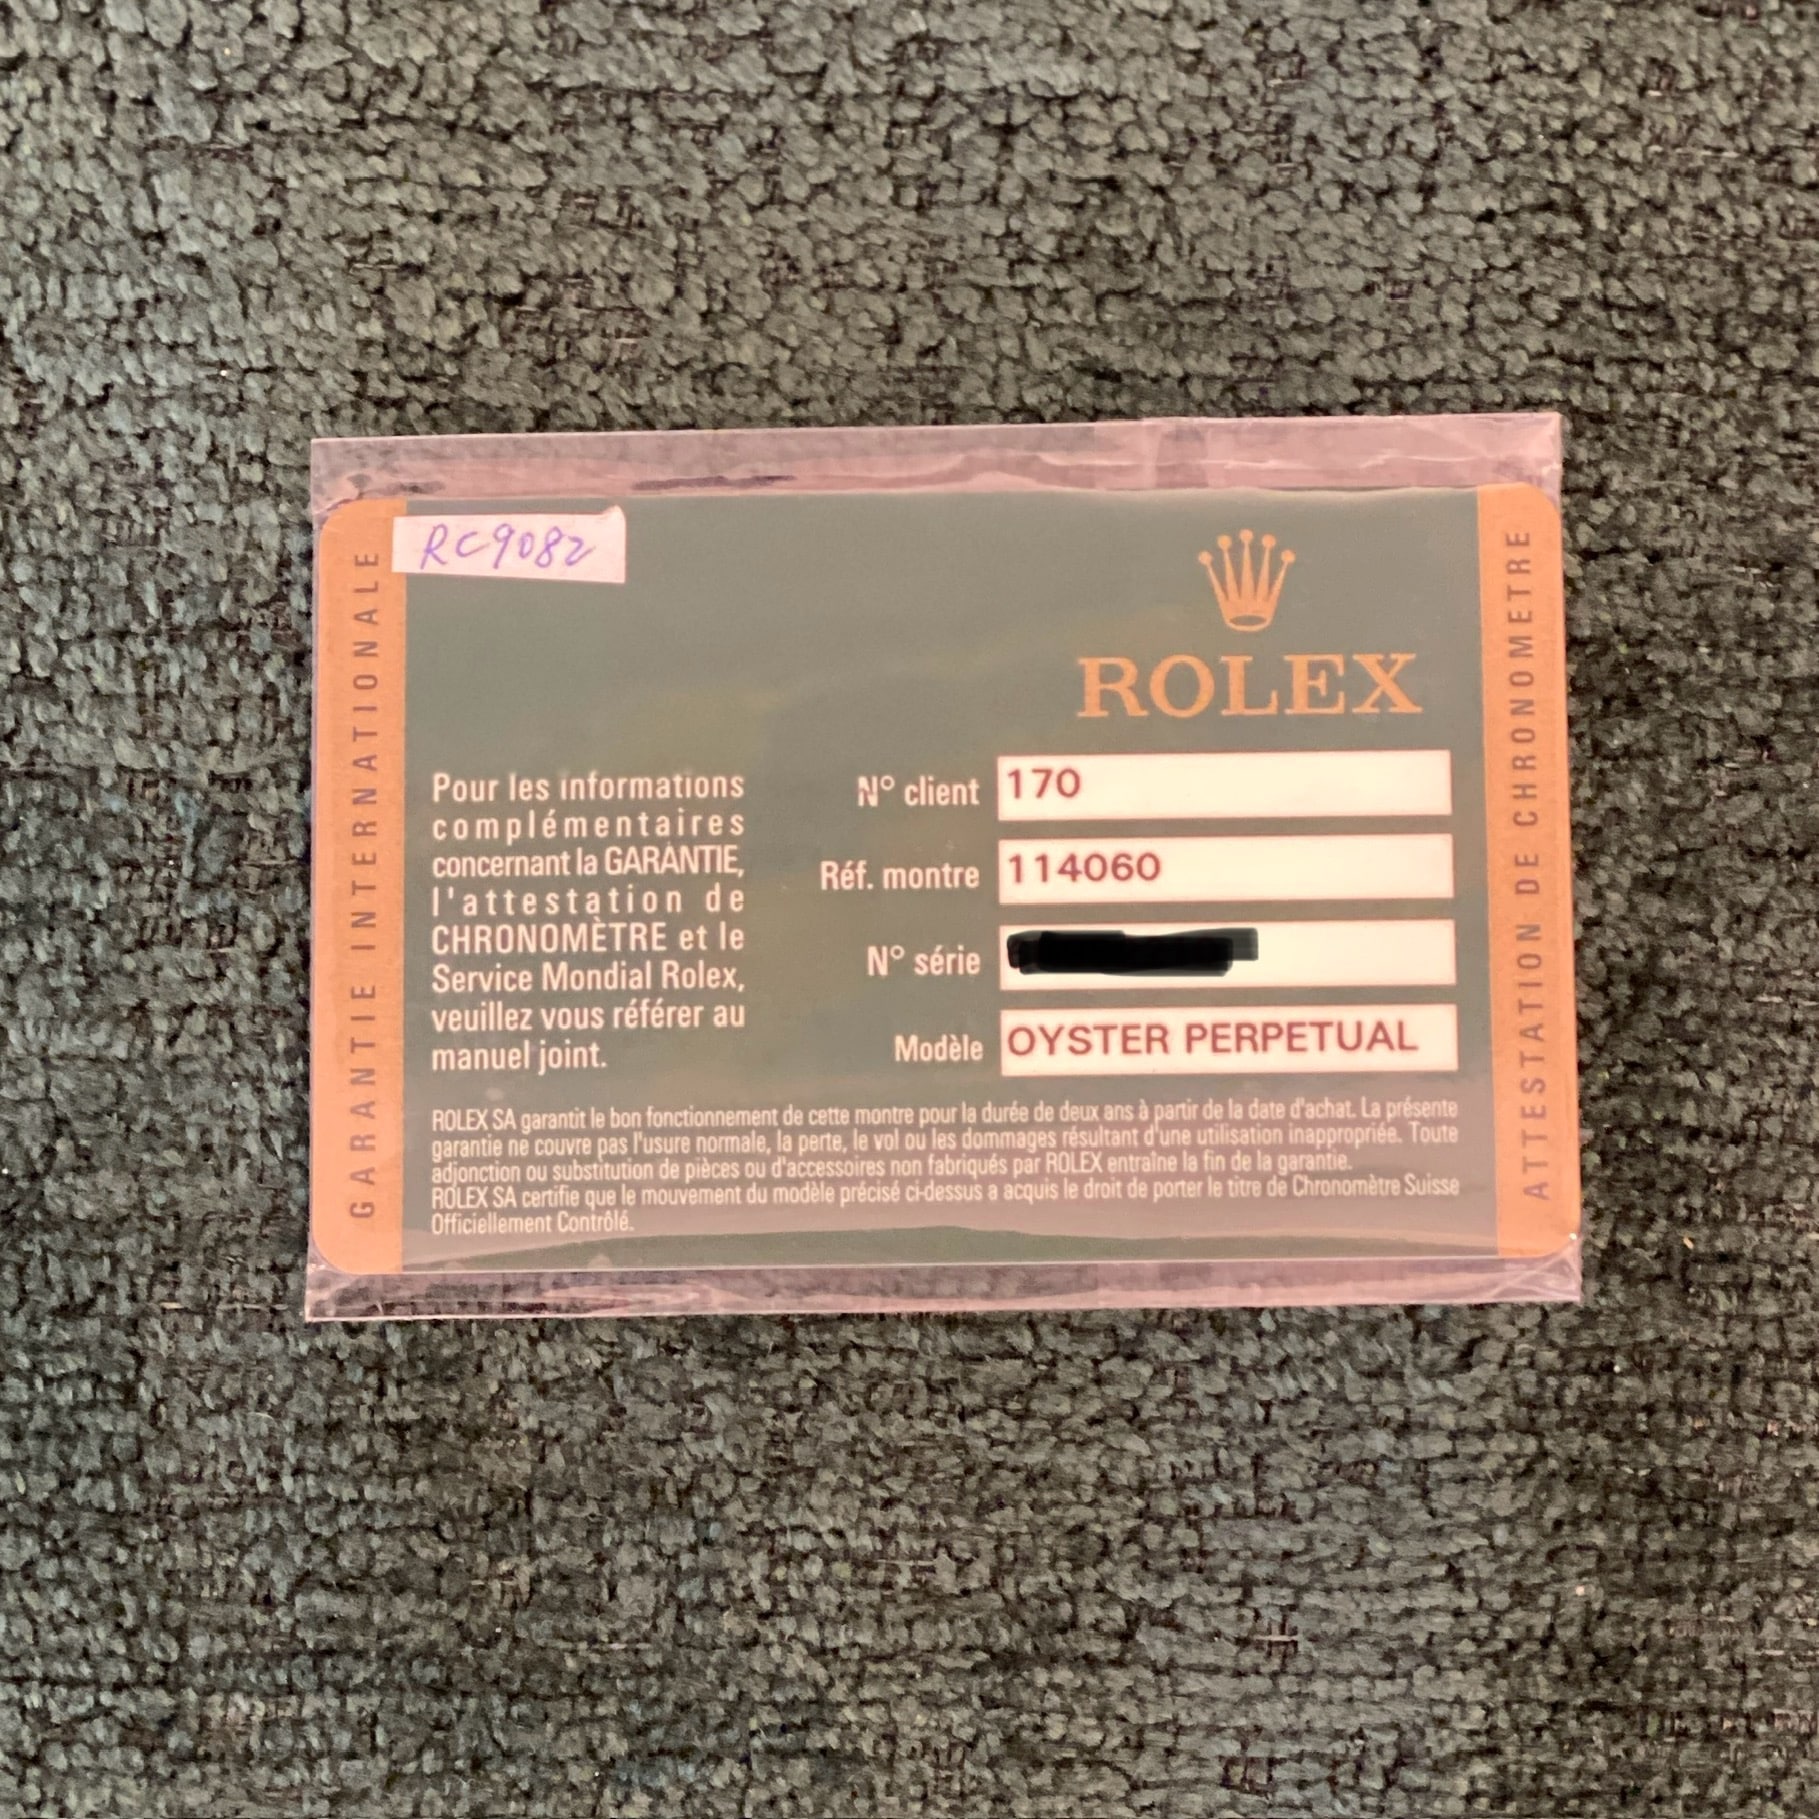 RC9082
ROLEX
GARANTIE INTERNATIONALE
Pour les informations
complémentaires
concernant la GARANTIE,
l'attestation de
CHRONOMÈTRE et le
Service Mondial Rolex,
veuillez vous référer au
manuel joint.
N° client 170
Réf. montre 114060
N° série
Modèle OYSTER PERPETUAL
ROLEX SA garantit le bon fonctionnement de cette montre pour la durée de deux ans à partir de la date d'achat. La présente
garantie ne couvre pas l'usure normale, la perte, le vol ou les dommages résultant d'une utilisation inappropriée. Toute
adjonction ou substitution de pièces ou d'accessoires non fabriqués par ROLEX entraîne la fin de la garantie.
ROLEX SA certifie que le mouvement du modèle précisé ci-dessus a acquis le droit de porter le titre de Chronomètre Suisse
Officiellement Contrôlé.
ATTESTATION DE CHRONOMETRE